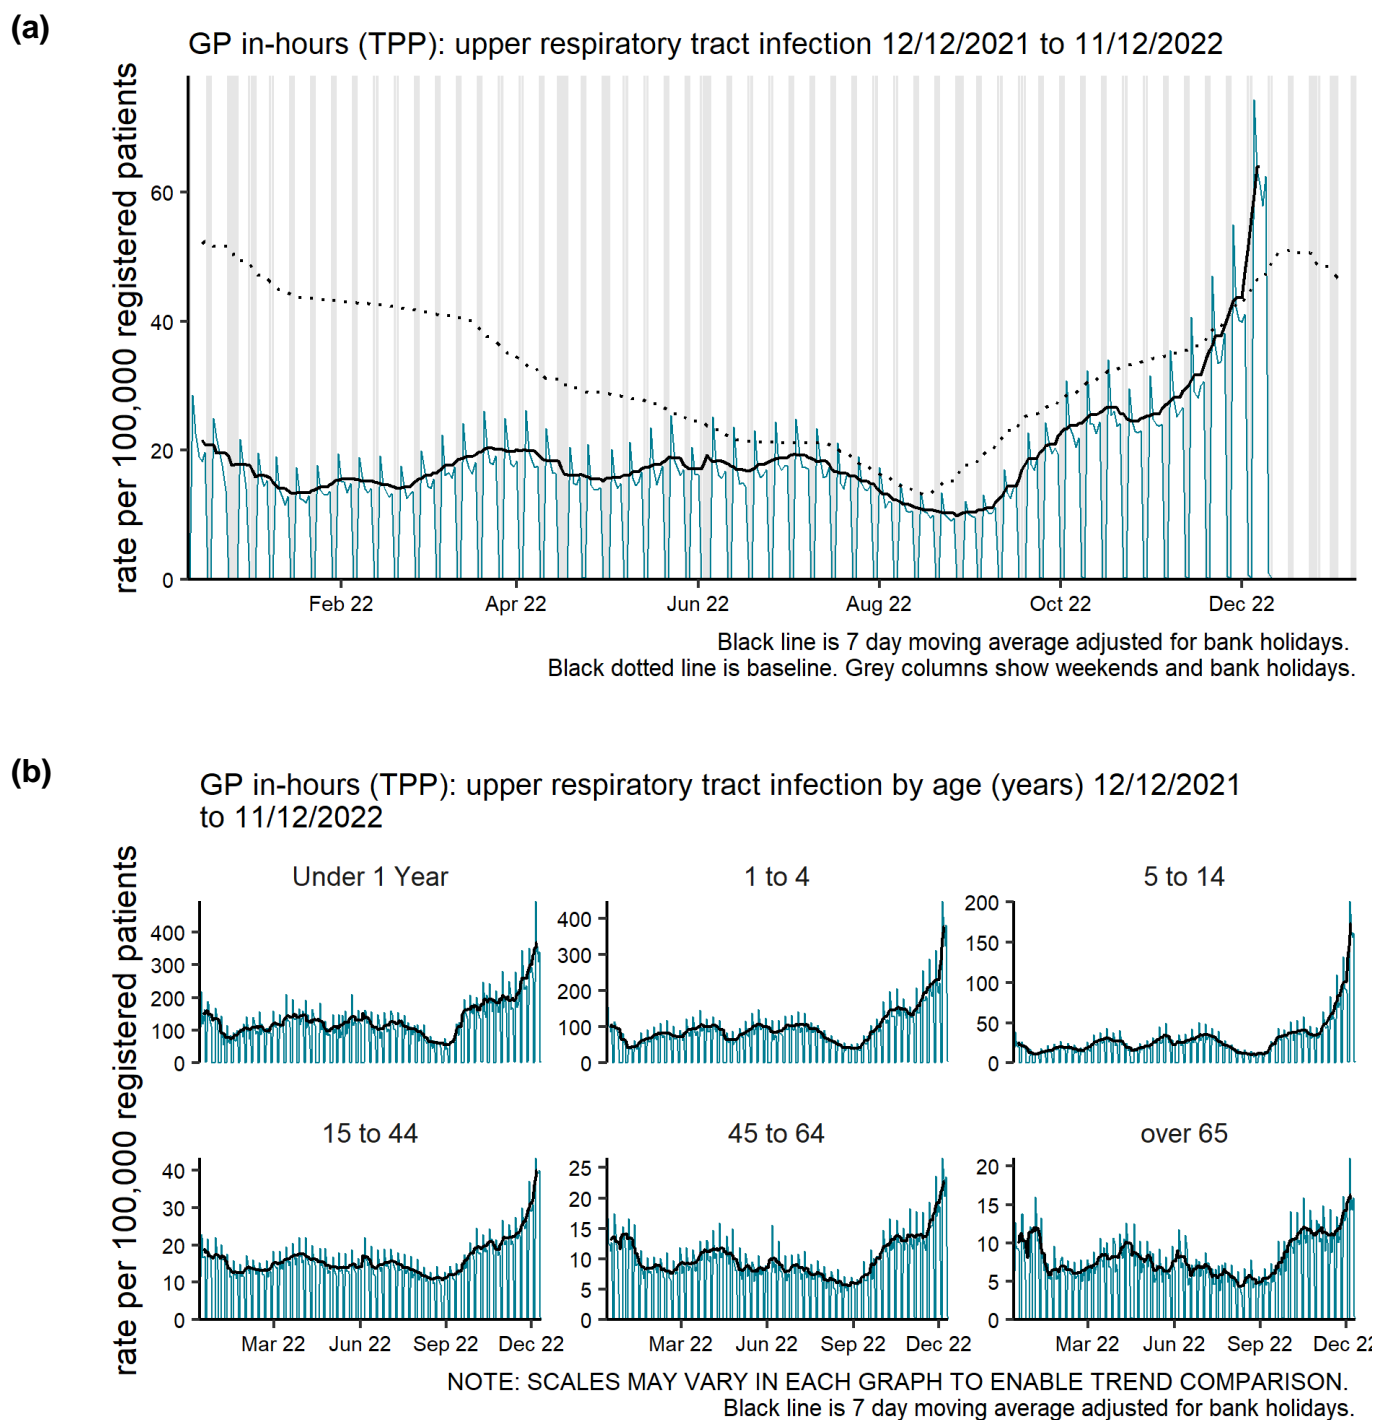 (a)
GP in-hours (TPP): upper respiratory tract infection 12/12/2021 to 11/12/2022
rate per 100,000 registered patients
60
40
20
0
Feb 22
Apr 22
Jun 22
Aug 22
Oct 22
Dec 22
Black line is 7 day moving average adjusted for bank holidays.
Black dotted line is baseline. Grey columns show weekends and bank holidays.
(b)
GP in-hours (TPP): upper respiratory tract infection by age (years) 12/12/2021
to 11/12/2022
rate per 100,000 registered patients
Under 1 Year
400
300
200
100
0
1 to 4
400
300
200
100
0
5 to 14
200
150
100
50
0
15 to 44
40
30
20
10
0
Mar 22
Jun 22
Sep 22
Dec 22
45 to 64
25
20
15
10
5
0
Mar 22
Jun 22
Sep 22
Dec 22
over 65
20
15
10
5
0
Mar 22
Jun 22
Sep 22
Dec 22
NOTE: SCALES MAY VARY IN EACH GRAPH TO ENABLE TREND COMPARISON.
Black line is 7 day moving average adjusted for bank holidays.